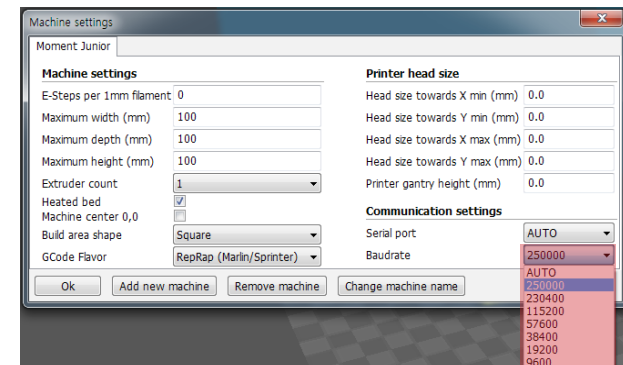 Machine settings
Moment Junior
Machine settings
E-Steps per 1mm filament 0
Maximum width (mm) 100
Maximum depth (mm) 100
Maximum height (mm) 100
Extruder count 1
Heated bed
Machine center 0,0
Build area shape Square
GCode Flavor RepRap (Marlin/Sprinter)
Printer head size
Head size towards X min (mm) 0.0
Head size towards Y min (mm) 0.0
Head size towards X max (mm) 0.0
Head size towards Y max (mm) 0.0
Printer gantry height (mm) 0.0
Communication settings
Serial port AUTO
Baudrate 250000
AUTO
250000
230400
115200
57600
38400
19200
9600
Ok Add new machine Remove machine Change machine name